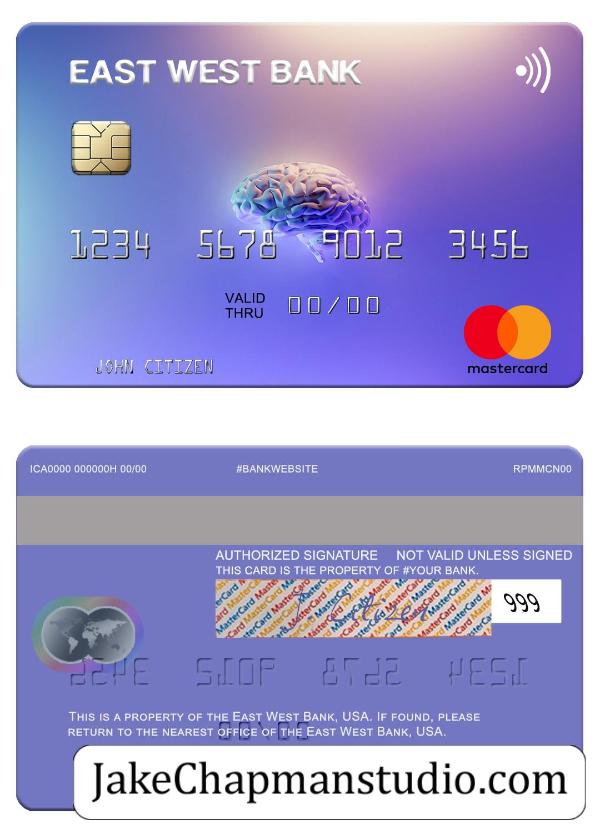 EAST WEST BANK
1234 5678 9012 3456
VALID
THRU 00/00
JOHN CITIZEN
mastercard
ICA0000 000000H 00/00 #BANKWEBSITE RPMMCN00
AUTHORIZED SIGNATURE NOT VALID UNLESS SIGNED
THIS CARD IS THE PROPERTY OF #YOUR BANK.
MasterCard MasterCard MasterCard
999
THIS IS A PROPERTY OF THE EAST WEST BANK, USA. IF FOUND, PLEASE
RETURN TO THE NEAREST OFFICE OF THE EAST WEST BANK, USA.
JakeChapmanstudio.com